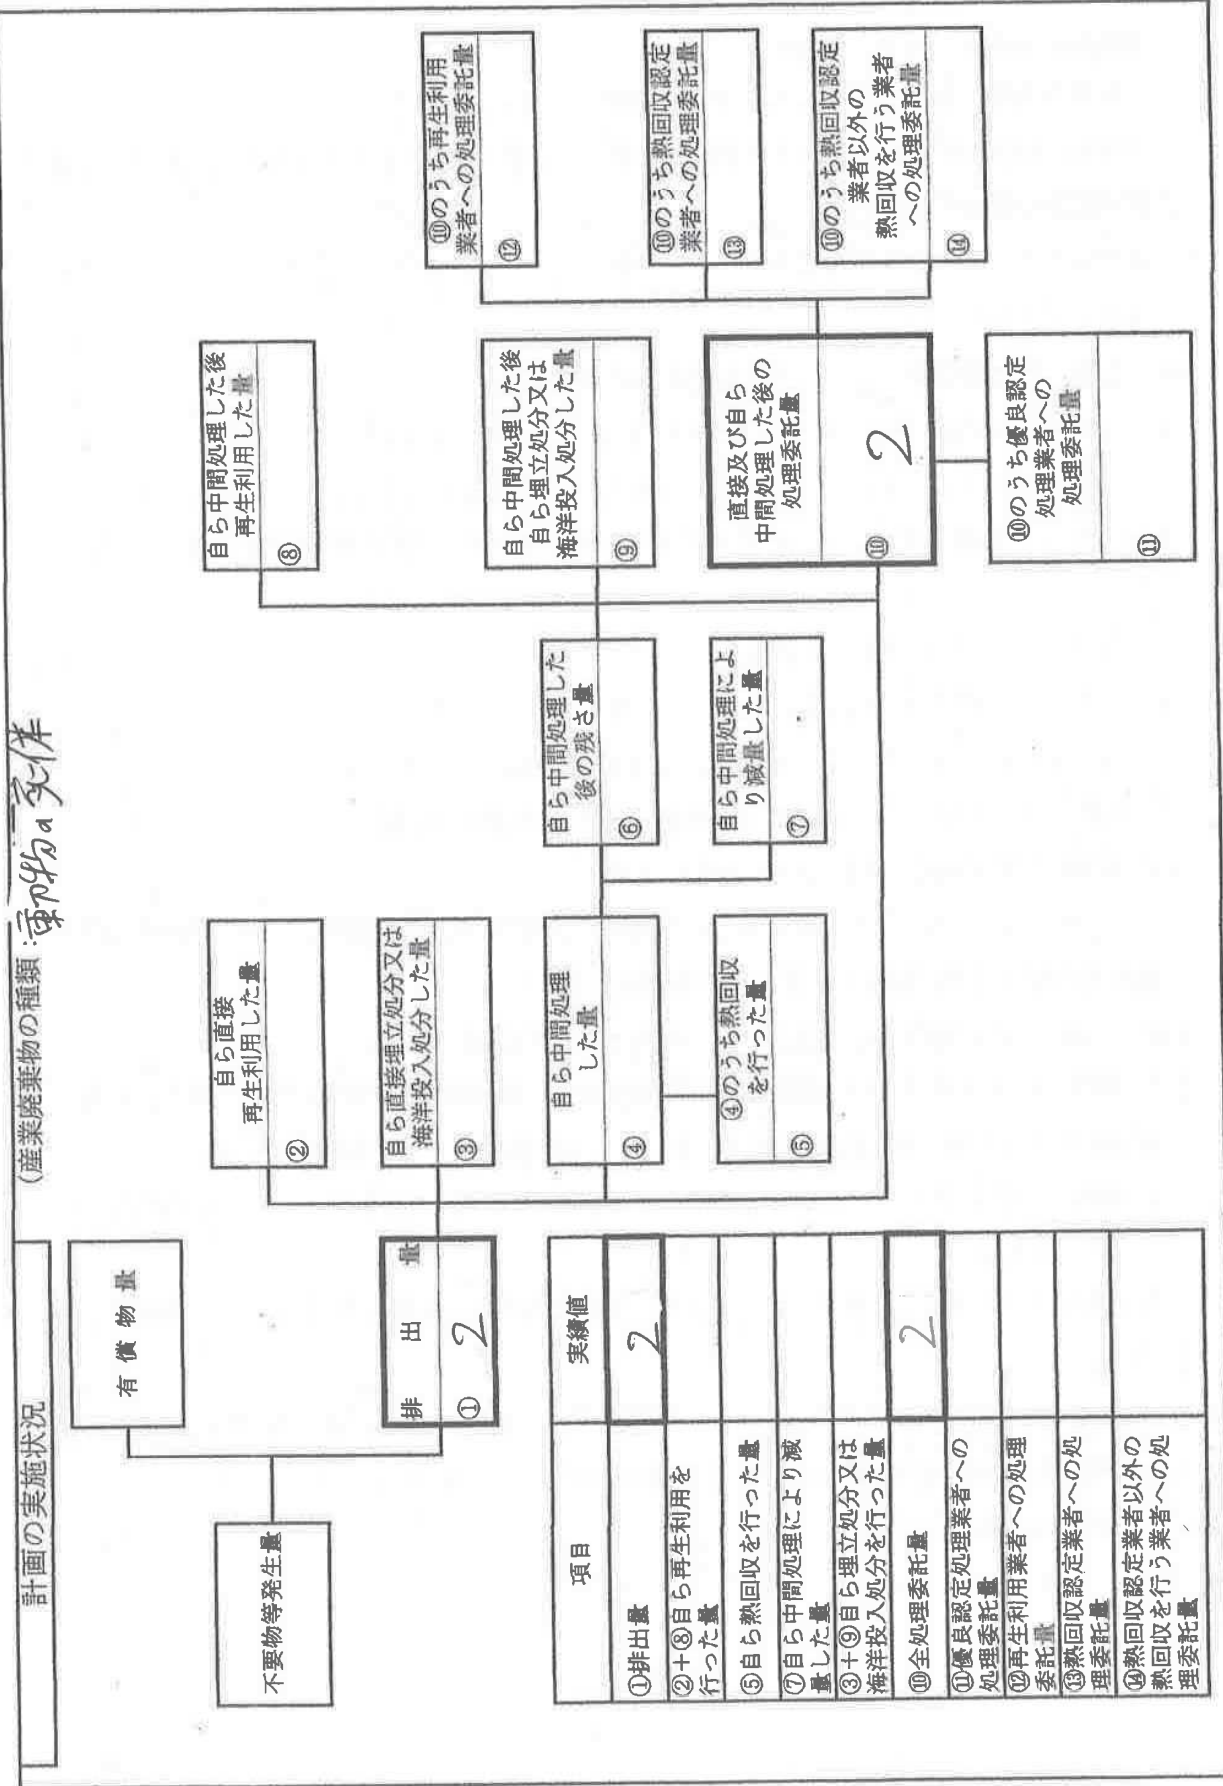 計画の実施状況
(産業廃棄物の種類:動物の死体
不要物等発生量
有償物量
排出量
① 2
自ら直接
再生利用した量
②
自ら直接埋立処分又は
海洋投入処分した量
③
自ら中間処理
した量
④
④のうち熱回収
を行った量
⑤
自ら中間処理した
後の残さ量
⑥
自ら中間処理によ
り減量した量
⑦
自ら中間処理した後
再生利用した量
⑧
自ら中間処理した後
自ら埋立処分又は
海洋投入処分した量
⑨
直接及び自ら
中間処理した後の
処理委託量
⑩ 2
⑩のうち優良認定
処理業者への
処理委託量
⑪
⑩のうち再生利用
業者への処理委託量
⑫
⑩のうち熱回収認定
業者への処理委託量
⑬
⑩のうち熱回収認定
業者以外の
熱回収を行う業者
への処理委託量
⑭
項目 実績値
①排出量 2
②+⑧自ら再生利用を
行った量
⑤自ら熱回収を行った量
⑦自ら中間処理により減
量した量
③+⑨自ら埋立処分又は
海洋投入処分を行った量
⑩全処理委託量 2
⑪優良認定処理業者への
処理委託量
⑫再生利用業者への処理
委託量
⑬熱回収認定業者への処
理委託量
⑭熱回収認定業者以外の
熱回収を行う業者への処
理委託量